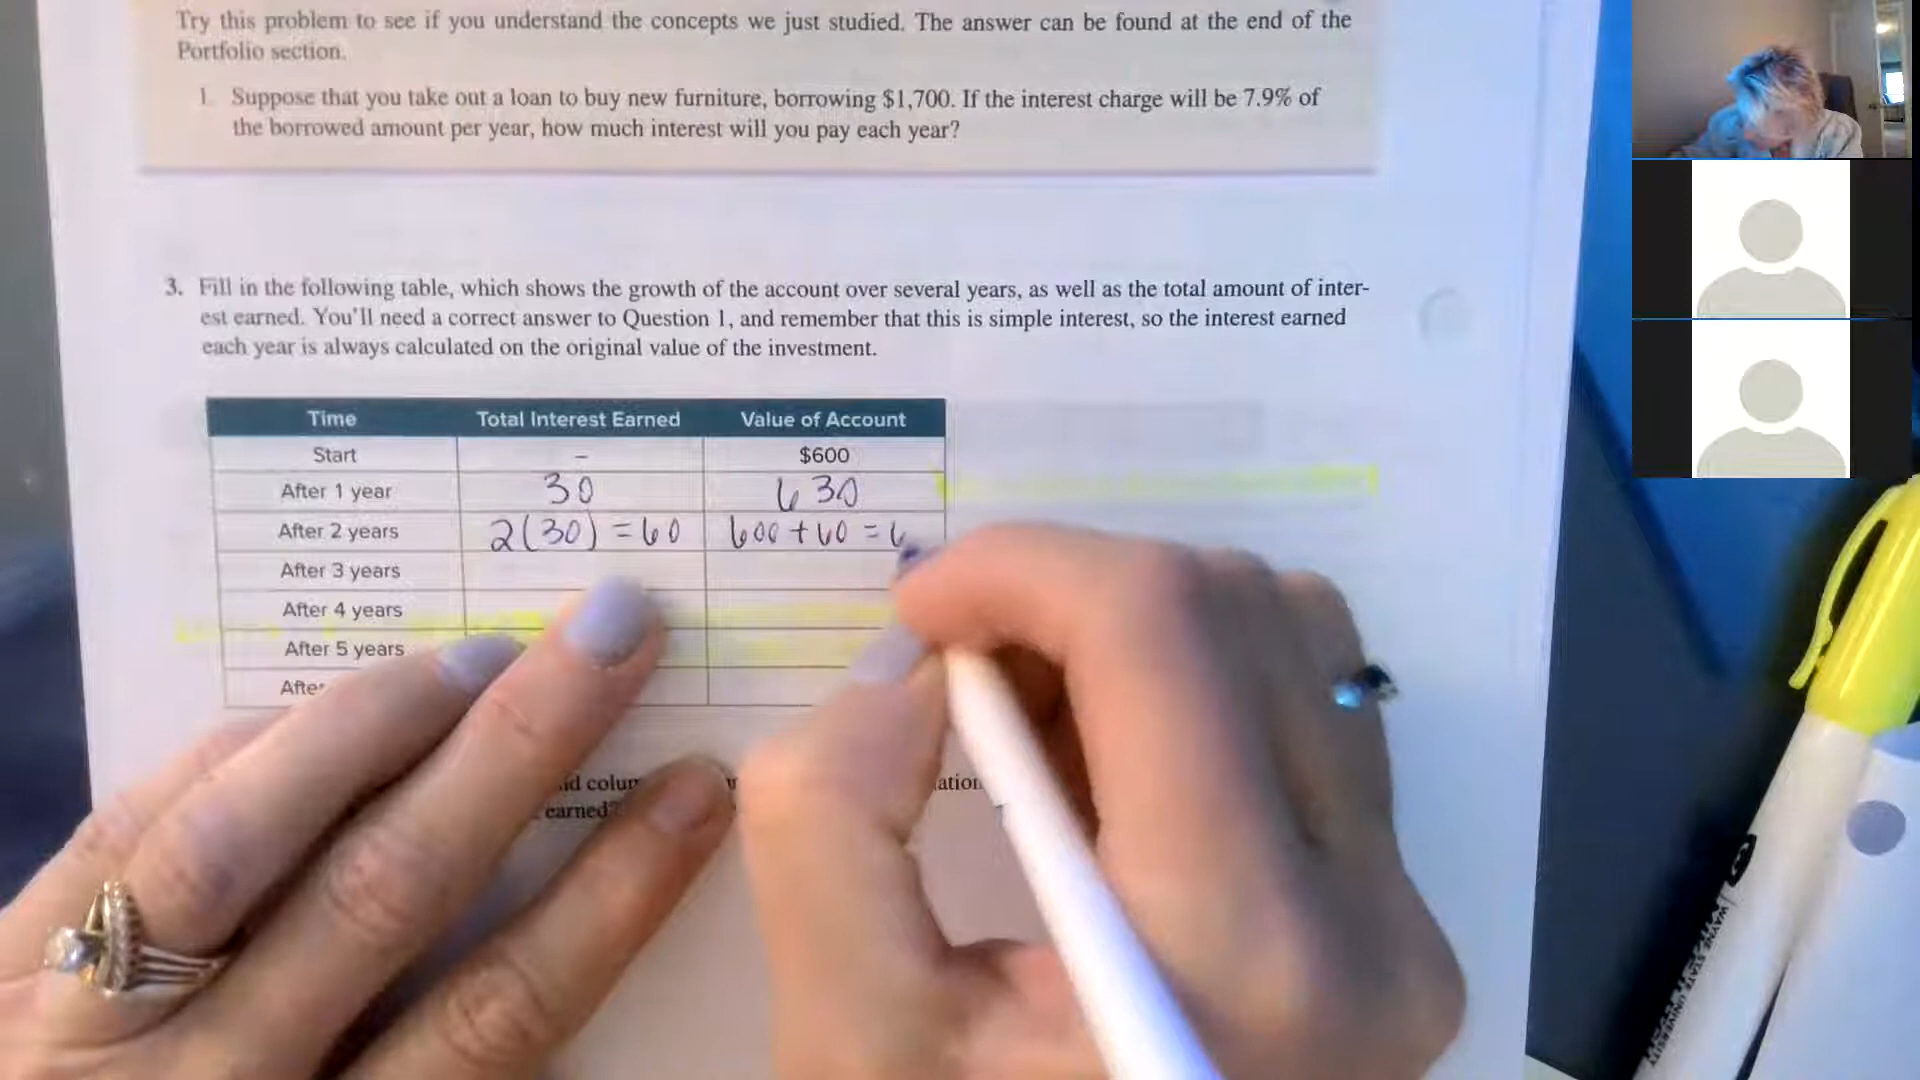 Try this problem to see if you understand the concepts we just studied. The answer can be found at the end of the
Portfolio section.
1. Suppose that you take out a loan to buy new furniture, borrowing $1,700. If the interest charge will be 7.9% of
the borrowed amount per year, how much interest will you pay each year?
3. Fill in the following table, which shows the growth of the account over several years, as well as the total amount of inter-
est earned. You'll need a correct answer to Question 1, and remember that this is simple interest, so the interest earned
each year is always calculated on the original value of the investment.
Time Total Interest Earned Value of Account
Start – $600
After 1 year 30 630
After 2 years 2(30) = 60 600 + 60 = 6
After 3 years
After 4 years
After 5 years
After
earned?